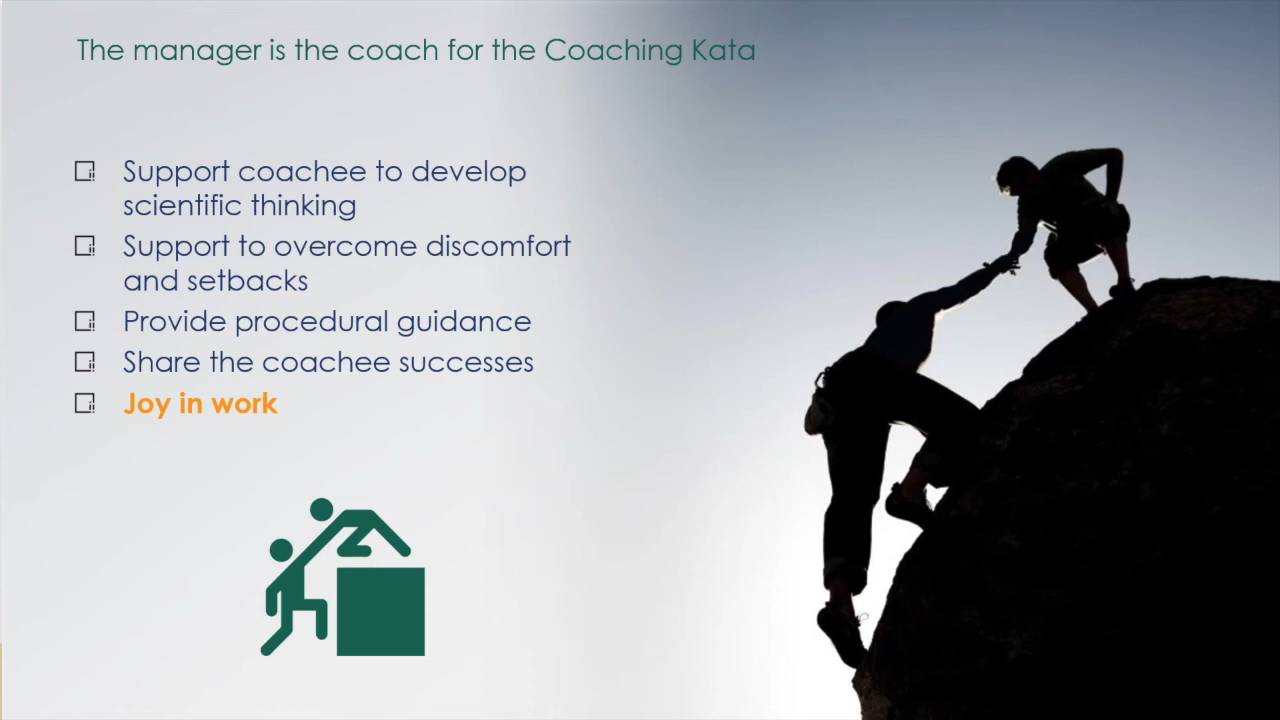 The manager is the coach for the Coaching Kata
Support coachee to develop
scientific thinking
Support to overcome discomfort
and setbacks
Provide procedural guidance
Share the coachee successes
Joy in work